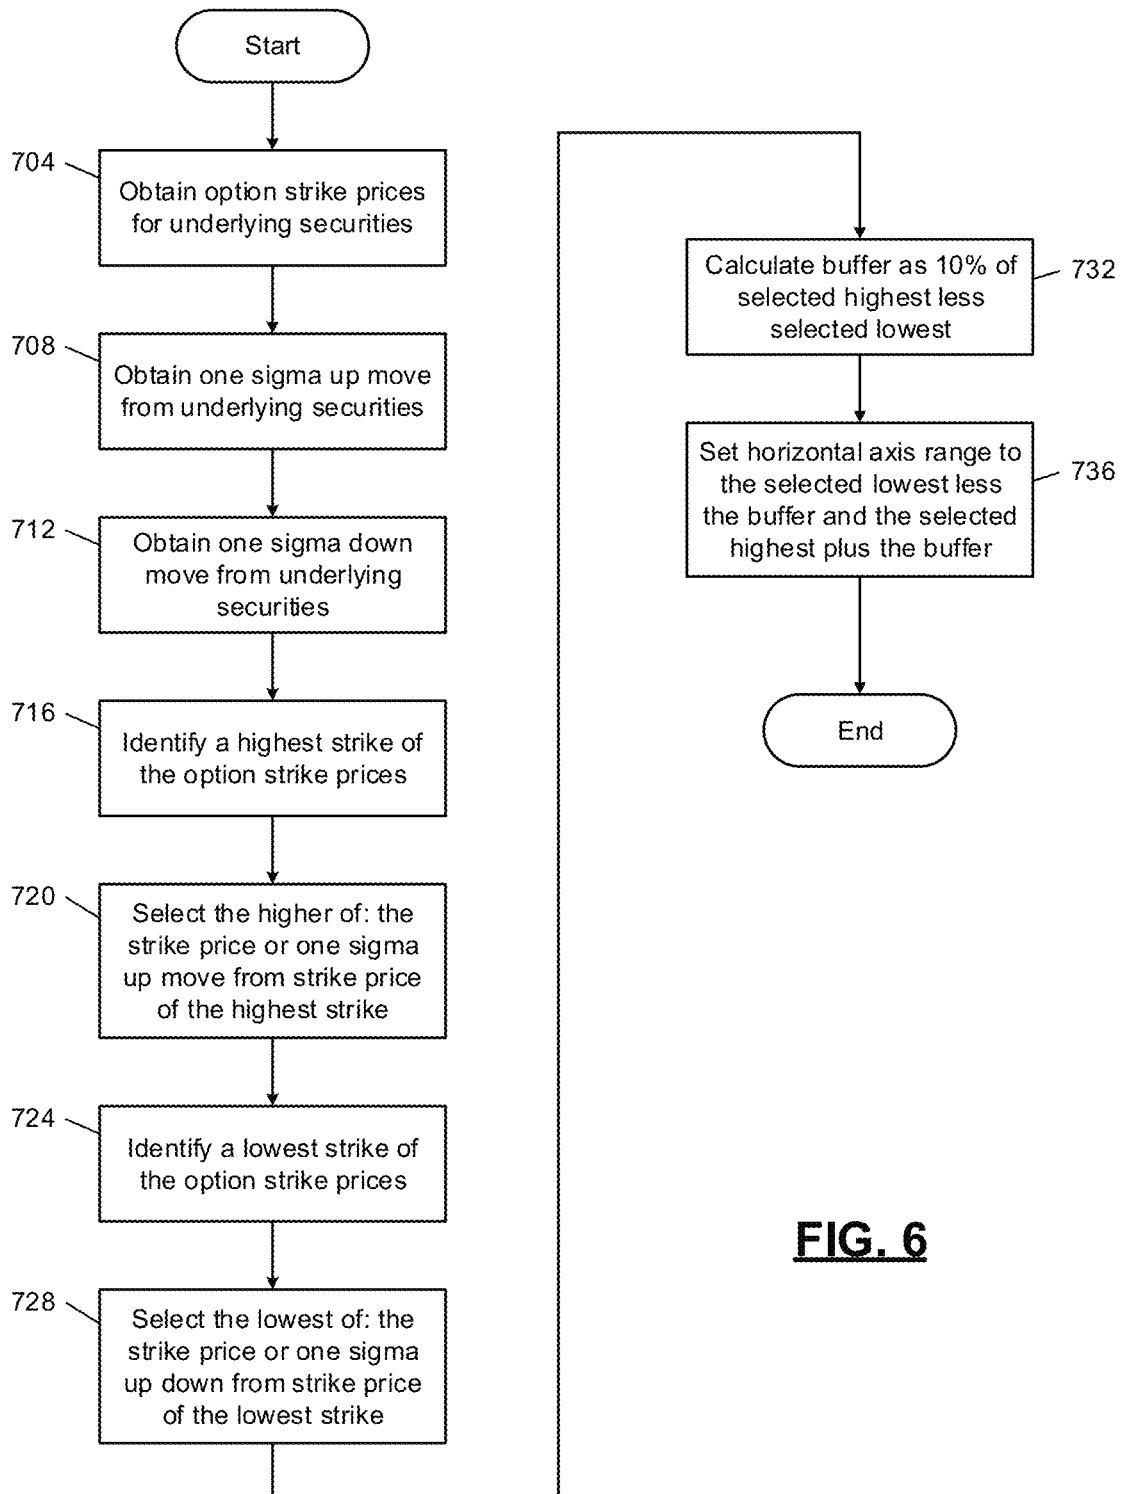 Start
704
Obtain option strike prices
for underlying securities
708
Obtain one sigma up move
from underlying securities
712
Obtain one sigma down
move from underlying
securities
716
Identify a highest strike of
the option strike prices
720
Select the higher of: the
strike price or one sigma
up move from strike price
of the highest strike
724
Identify a lowest strike of
the option strike prices
728
Select the lowest of: the
strike price or one sigma
up down from strike price
of the lowest strike
732
Calculate buffer as 10% of
selected highest less
selected lowest
736
Set horizontal axis range to
the selected lowest less
the buffer and the selected
highest plus the buffer
End
FIG. 6